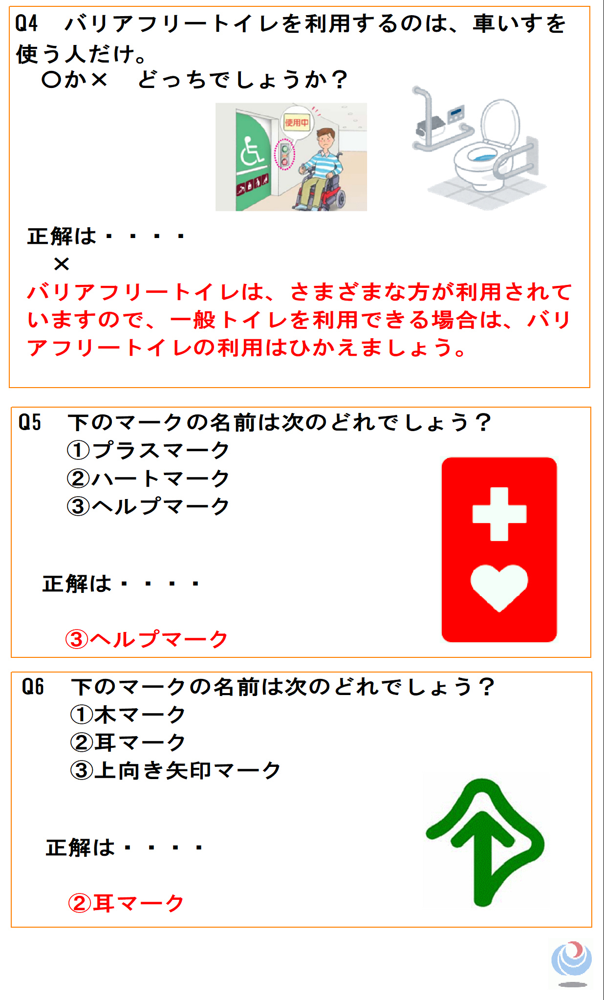 Q4　バリアフリートイレを利用するのは、車いすを
使う人だけ。
〇か×　どっちでしょうか？
使用中
正解は・・・・
×
バリアフリートイレは、さまざまな方が利用されて
いますので、一般トイレを利用できる場合は、バリ
アフリートイレの利用はひかえましょう。
Q5　下のマークの名前は次のどれでしょう？
①プラスマーク
②ハートマーク
③ヘルプマーク
正解は・・・・
③ヘルプマーク
Q6　下のマークの名前は次のどれでしょう？
①木マーク
②耳マーク
③上向き矢印マーク
正解は・・・・
②耳マーク